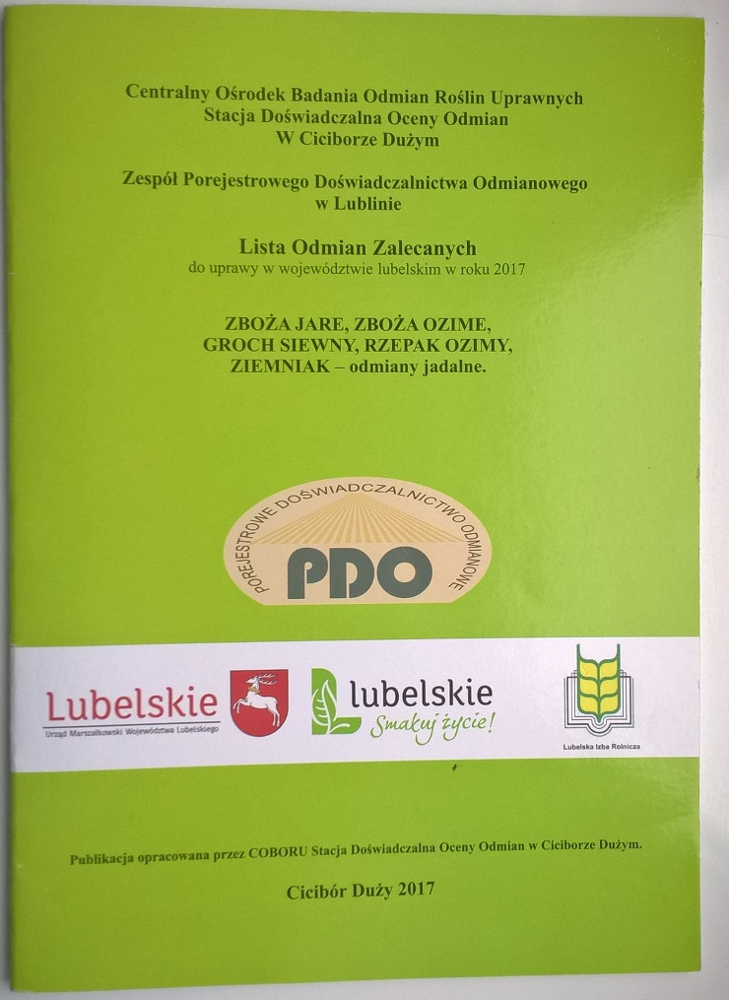 Centralny Ośrodek Badania Odmian Roślin Uprawnych
Stacja Doświadczalna Oceny Odmian
W Ciciborze Dużym
Zespół Porejestrowego Doświadczalnictwa Odmianowego
w Lublinie
Lista Odmian Zalecanych
do uprawy w województwie lubelskim w roku 2017
ZBOŻA JARE, ZBOŻA OZIME,
GROCH SIEWNY, RZEPAK OZIMY,
ZIEMNIAK – odmiany jadalne.
POREJESTROWE DOŚWIADCZALNICTWO ODMIANOWE
PDO
Lubelskie
Urząd Marszałkowski Województwa Lubelskiego
lubelskie
Smakuj życie!
Lubelska Izba Rolnicza
Publikacja opracowana przez COBORU Stacja Doświadczalna Oceny Odmian w Ciciborze Dużym.
Cicibór Duży 2017